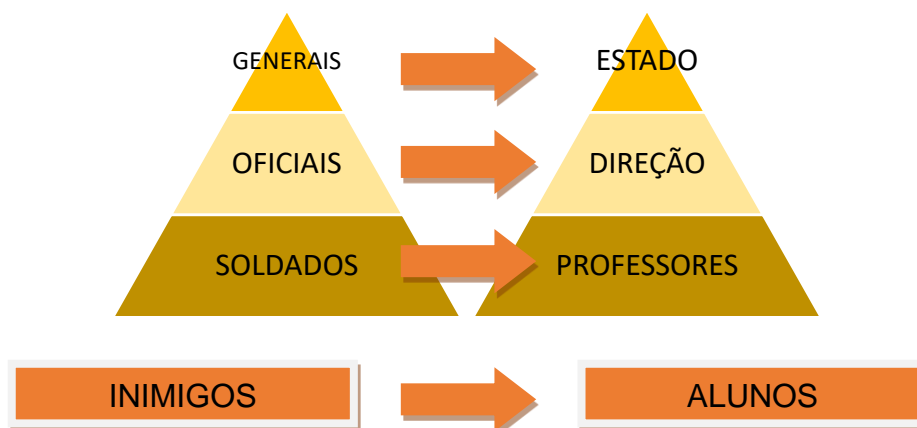 GENERAIS
ESTADO
OFICIAIS
DIREÇÃO
SOLDADOS
PROFESSORES
INIMIGOS
ALUNOS